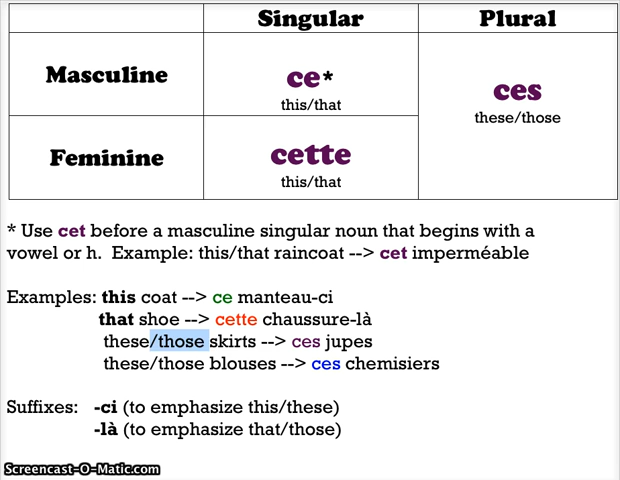 Singular Plural
Masculine ce* ces
this/that these/those
Feminine cette
this/that
* Use cet before a masculine singular noun that begins with a
vowel or h. Example: this/that raincoat --> cet imperméable
Examples: this coat --> ce manteau-ci
that shoe --> cette chaussure-là
these/those skirts --> ces jupes
these/those blouses --> ces chemisiers
Suffixes: -ci (to emphasize this/these)
-là (to emphasize that/those)
Screencast-O-Matic.com